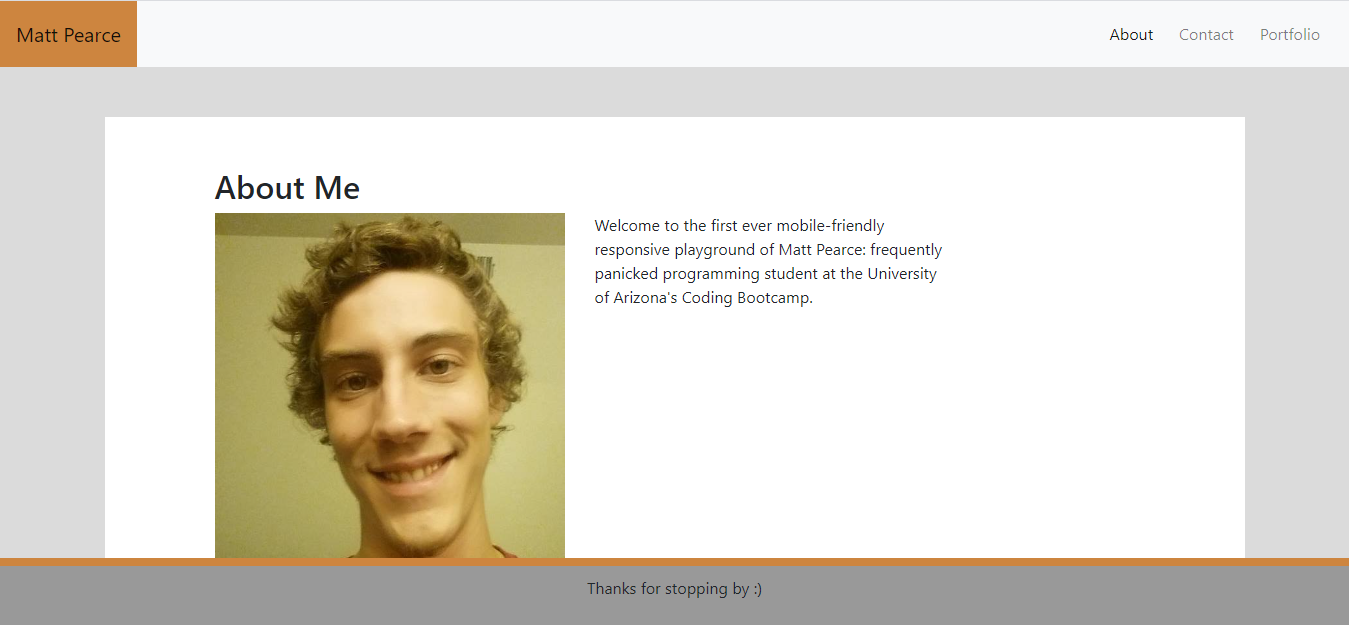 Matt Pearce
About Contact Portfolio
About Me
Welcome to the first ever mobile-friendly
responsive playground of Matt Pearce: frequently
panicked programming student at the University
of Arizona's Coding Bootcamp.
Thanks for stopping by :)